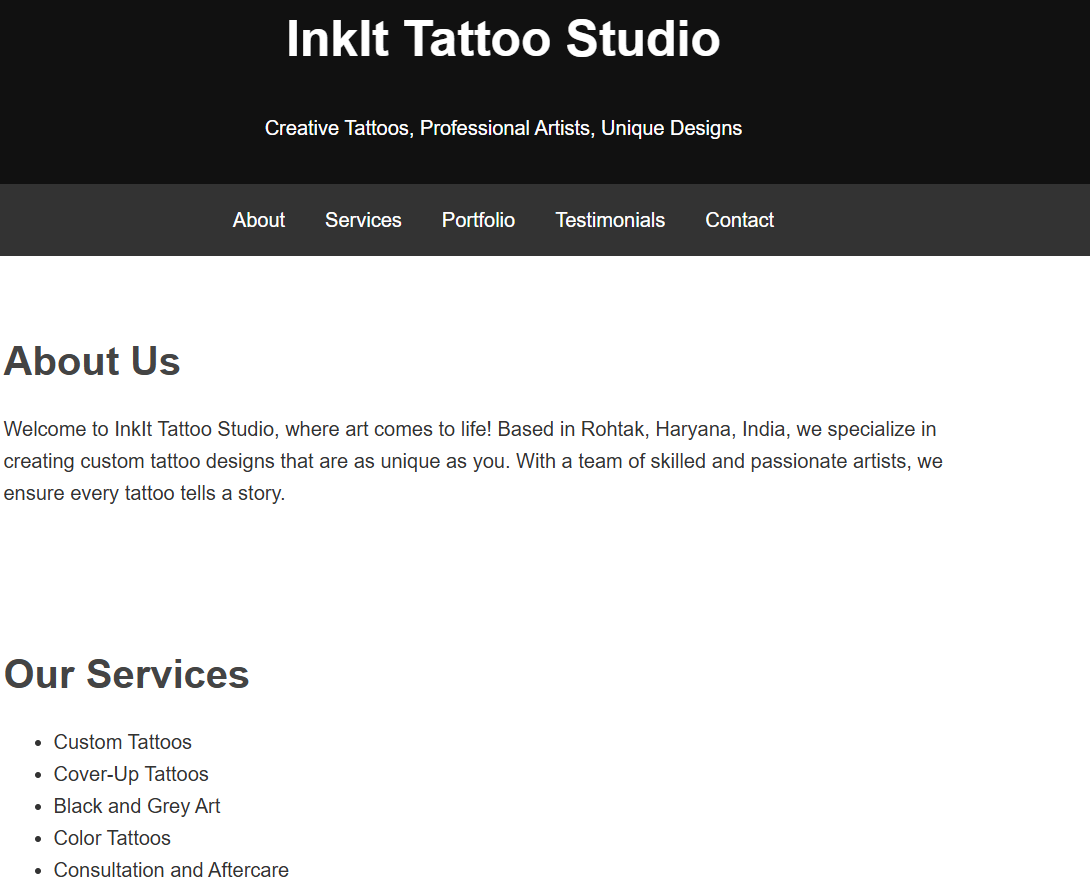 InkIt Tattoo Studio
Creative Tattoos, Professional Artists, Unique Designs
About Services Portfolio Testimonials Contact
About Us
Welcome to InkIt Tattoo Studio, where art comes to life! Based in Rohtak, Haryana, India, we specialize in
creating custom tattoo designs that are as unique as you. With a team of skilled and passionate artists, we
ensure every tattoo tells a story.
Our Services
• Custom Tattoos
• Cover-Up Tattoos
• Black and Grey Art
• Color Tattoos
• Consultation and Aftercare